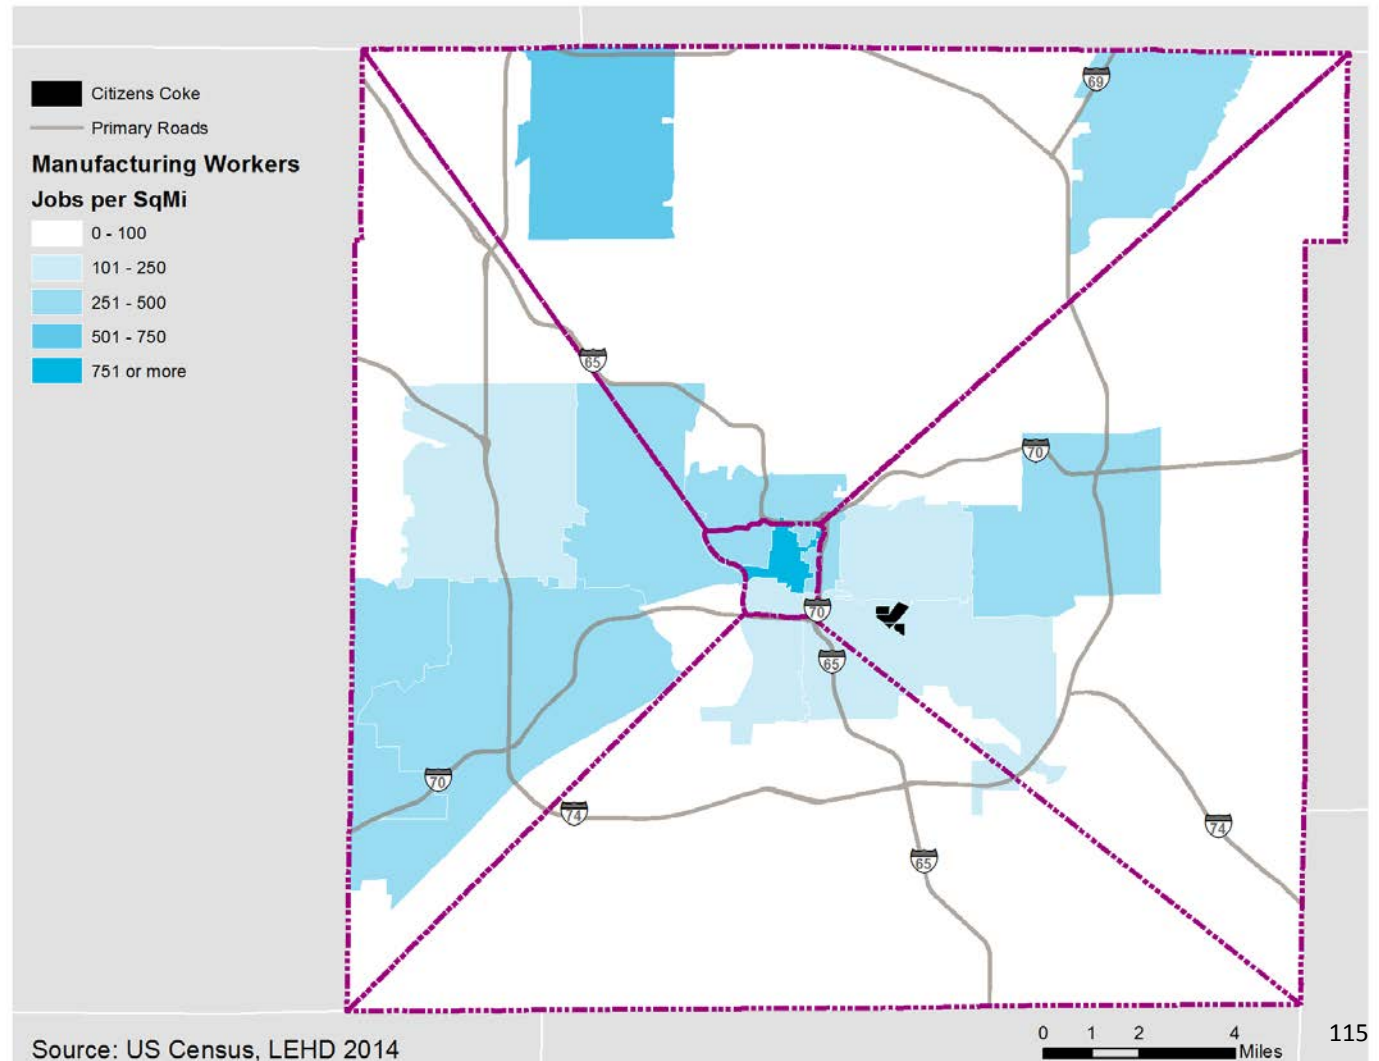 Citizens Coke
Primary Roads
Manufacturing Workers
Jobs per SqMi
0 - 100
101 - 250
251 - 500
501 - 750
751 or more
69
65
70
70
65
70
74
74
65
Source: US Census, LEHD 2014
0 1 2 4
Miles
115